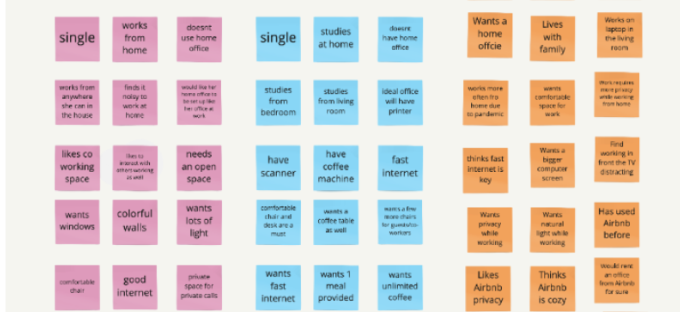 single
works
from
home
doesnt
use home
office
single
studies
at home
doesnt
have home
office
Wants a
home
offcie
Lives
with
family
Works on
laptop in
the living
room
works from
anywhere
she can in
the house
finds it
noisy to
work at
home
would like her
home office to
be set up like
her office at
work
studies
from
bedroom
studies
from living
room
ideal office
will have
printer
works more
often fro
home due
to pandemic
wants
comfortable
space for
work
requires
more privacy
while working
from home
likes co
working
space
likes to
interact with
others working
as well
needs
an open
space
have
scanner
have
coffee
machine
fast
internet
thinks fast
internet is
key
Wants a
bigger
computer
screen
Find
working in
front the TV
distracting
wants
windows
colorful
walls
wants
lots of
light
comfortable
chair and
desk are a
must
wants a
coffee table
as well
wants a few
more chairs
for guests/co-
workers
Wants
privacy
while
working
Wants
natural
light while
working
Has used
Airbnb
before
comfortable
chair
good
internet
private
space for
private calls
wants
fast
internet
wants 1
meal
provided
wants
unlimited
coffee
Likes
Airbnb
privacy
Thinks
Airbnb
is cozy
Would rent
an office
from Airbnb
for sure